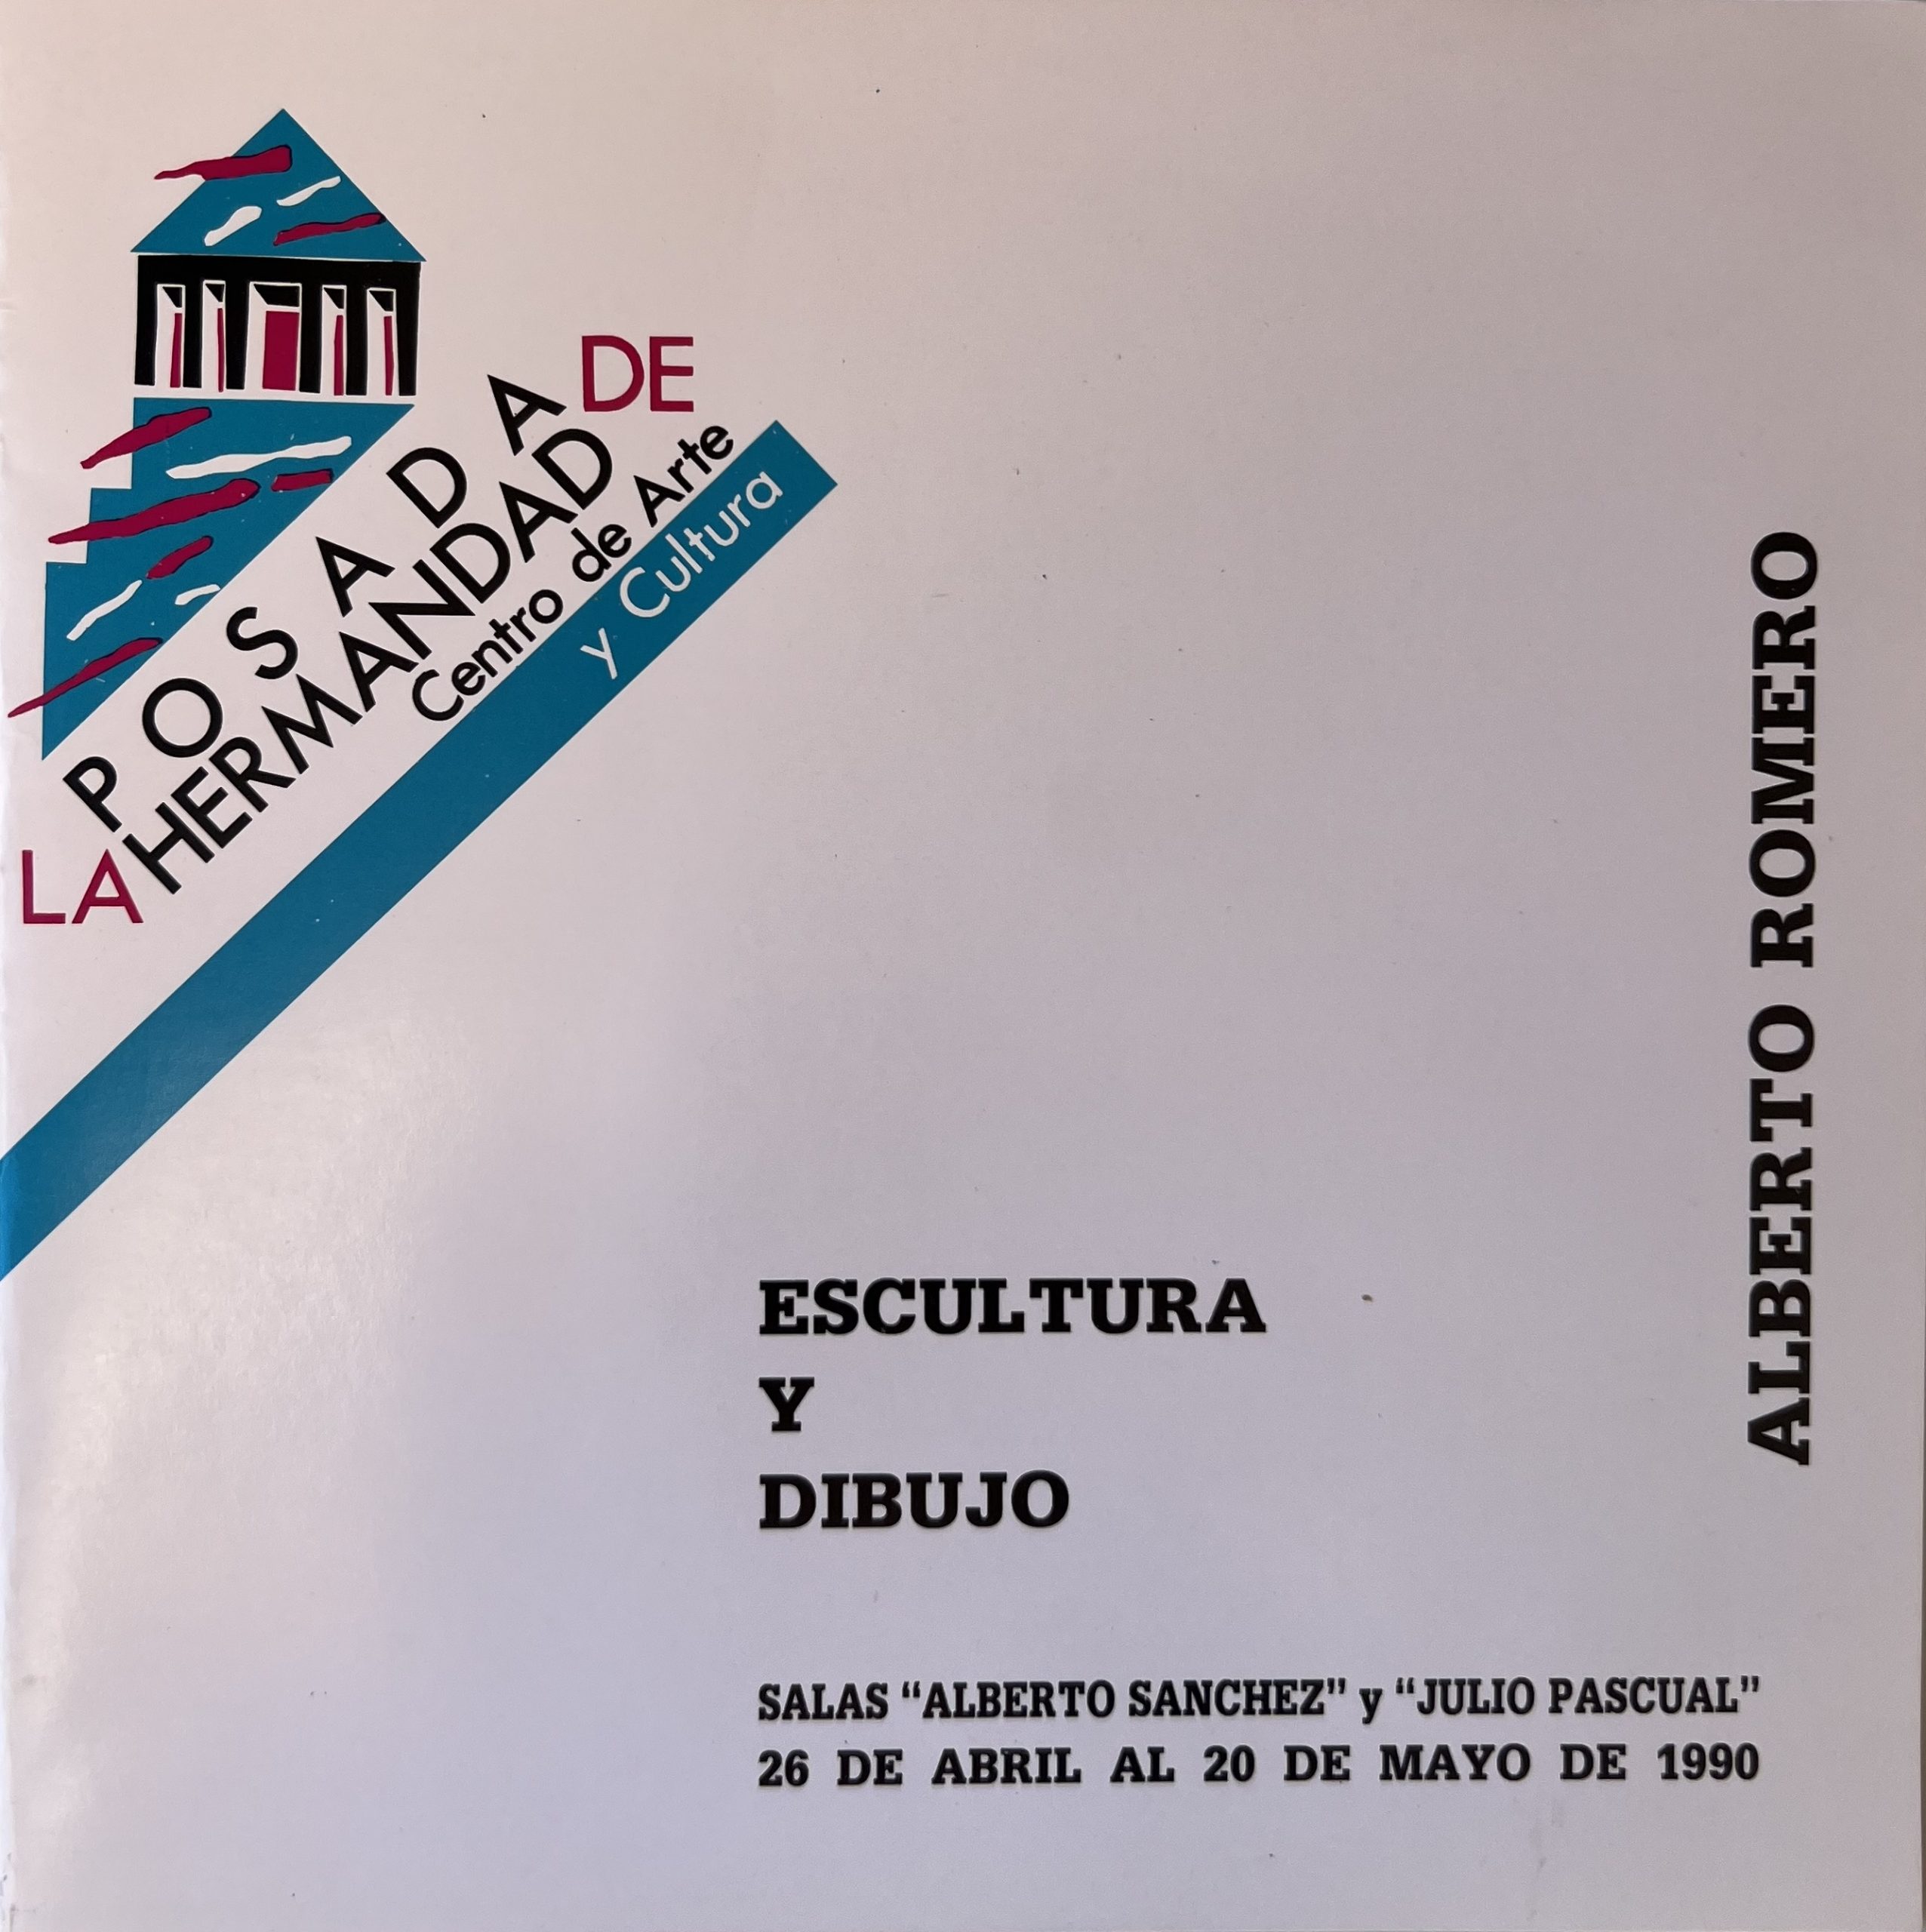 POSADA DE
LA HERMANDAD
Centro de Arte
y Cultura
ALBERTO ROMERO
ESCULTURA
Y
DIBUJO
SALAS “ALBERTO SANCHEZ” y “JULIO PASCUAL”
26 DE ABRIL AL 20 DE MAYO DE 1990